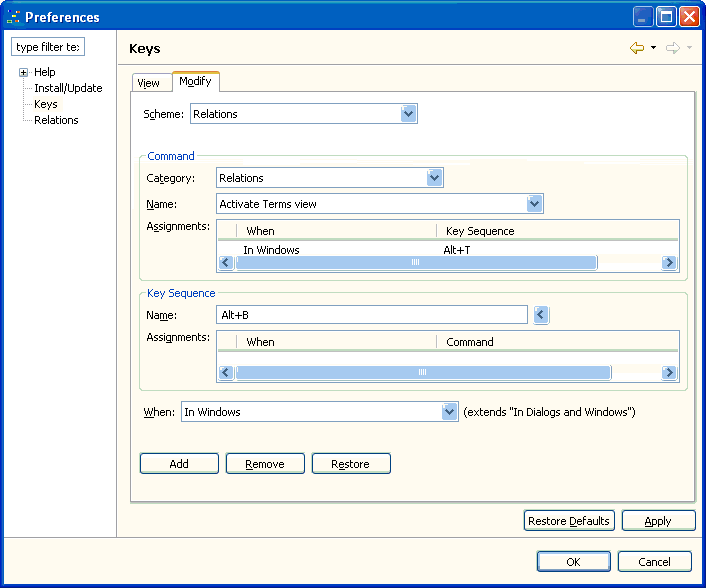 Preferences
type filter te:
Keys
Help
Install/Update
Keys
Relations
View
Modify
Scheme: Relations
Command
Category: Relations
Name: Activate Terms view
Assignments:
When Key Sequence
In Windows Alt+T
Key Sequence
Name: Alt+B
Assignments:
When Command
When: In Windows (extends "In Dialogs and Windows")
Add Remove Restore
Restore Defaults Apply
OK Cancel